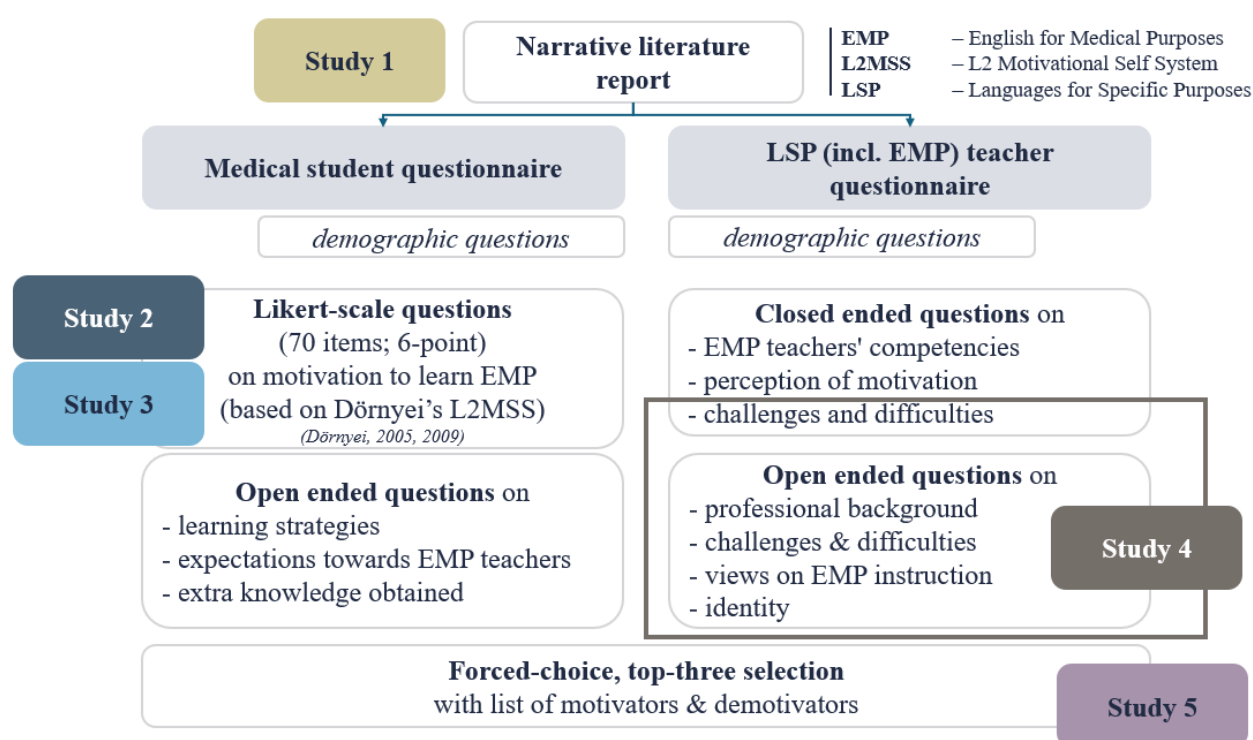 Study 1
Narrative literature
report
EMP – English for Medical Purposes
L2MSS – L2 Motivational Self System
LSP – Languages for Specific Purposes
Medical student questionnaire
LSP (incl. EMP) teacher
questionnaire
demographic questions
demographic questions
Study 2
Study 3
Likert-scale questions
(70 items; 6-point)
on motivation to learn EMP
(based on Dörnyei’s L2MSS)
(Dörnyei, 2005, 2009)
Closed ended questions on
- EMP teachers' competencies
- perception of motivation
- challenges and difficulties
Open ended questions on
- learning strategies
- expectations towards EMP teachers
- extra knowledge obtained
Open ended questions on
- professional background
- challenges & difficulties
- views on EMP instruction
- identity
Study 4
Forced-choice, top-three selection
with list of motivators & demotivators
Study 5